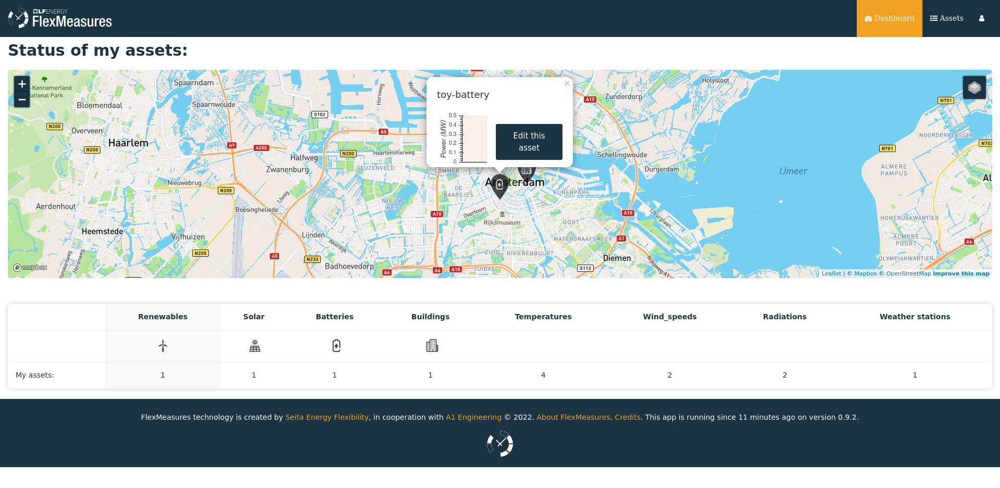 LFENERGY
FlexMeasures
Dashboard
Assets
Status of my assets:
+
−
-Kennemerland
ational Park
Spaarndam
Bloemendaal
Spaarnwoude
S102
Hornweg
Westhaven
N200
Overveen
Haarlem
N208
A9
A200
A5
Halfweg
N200
Haarlemmerweg
Zwanenburg
GEUZENVELD
Nieuwebrug
N205
IJweg
Aerdenhout
Boesingheliede
NIEUW-
WEST
Heemstede
Vijfhuizen
Lijnden
Akerdijk
N205
A5
N232
Badhoevedorp
Herenweg
A4
A4
A10
toy-battery
×
Power (MW)
0.5
0.4
0.3
0.2
0.1
0
Edit this
asset
LOMMER
Amsterdam
DE
BAARSJES
A10
Overtoom
Rijksmuseum
FUNENPARK
OOST
WATERGRAAFSMEER
ZUID
RIVIERENBUURT
ZUIDAS
A10
Zunderdorp
Holysloot
Schellingwoude
Durgerdam
A10
IJburglaan
A1
Diemen
S112
Rijksweg A1
IJmeer
N701
NOORDERPLASSEN
N702
N701
ALMERE
PAMPUS
Al
HOMERUSKWARTIER
ALMERE
POORT
A6
OLYMPIAKWARTIER
mapbox
Leaflet | © Mapbox © OpenStreetMap Improve this map
Renewables Solar Batteries Buildings Temperatures Wind_speeds Radiations Weather stations
My assets: 1 1 1 1 4 2 2 1
FlexMeasures technology is created by Seita Energy Flexibility, in cooperation with A1 Engineering © 2022. About FlexMeasures. Credits. This app is running since 11 minutes ago on version 0.9.2.